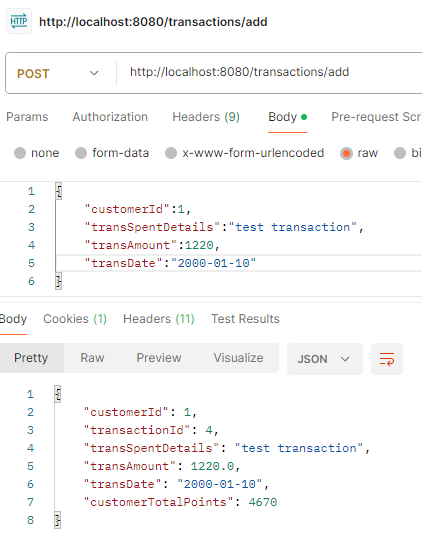 HTTP http://localhost:8080/transactions/add
POST http://localhost:8080/transactions/add
Params Authorization Headers (9) Body Pre-request Scr
none form-data x-www-form-urlencoded raw bi
1 {
2 "customerId":1,
3 "transSpentDetails":"test transaction",
4 "transAmount":1220,
5 "transDate":"2000-01-10"
6 }
Body Cookies (1) Headers (11) Test Results
Pretty Raw Preview Visualize JSON
1 {
2 "customerId": 1,
3 "transactionId": 4,
4 "transSpentDetails": "test transaction",
5 "transAmount": 1220.0,
6 "transDate": "2000-01-10",
7 "customerTotalPoints": 4670
8 }